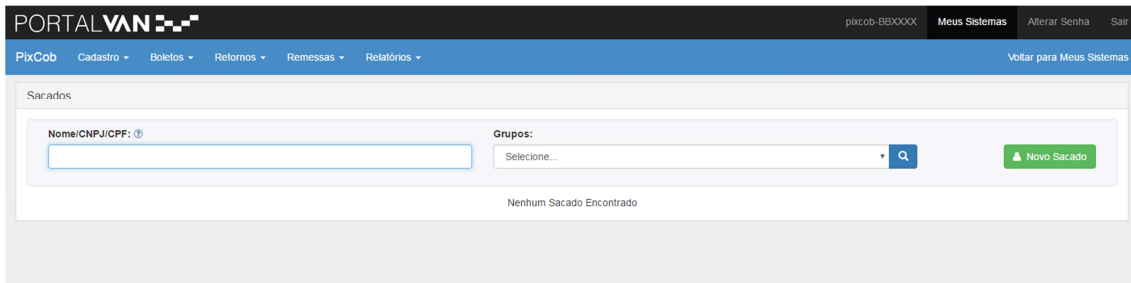 PORTALVAN pixcob-BBXXXX Meus Sistemas Alterar Senha Sair
PixCob Cadastro Boletos Retornos Remessas Relatórios Voltar para Meus Sistemas
Sacados
Nome/CNPJ/CPF: ? Grupos:
Selecione... Novo Sacado
Nenhum Sacado Encontrado